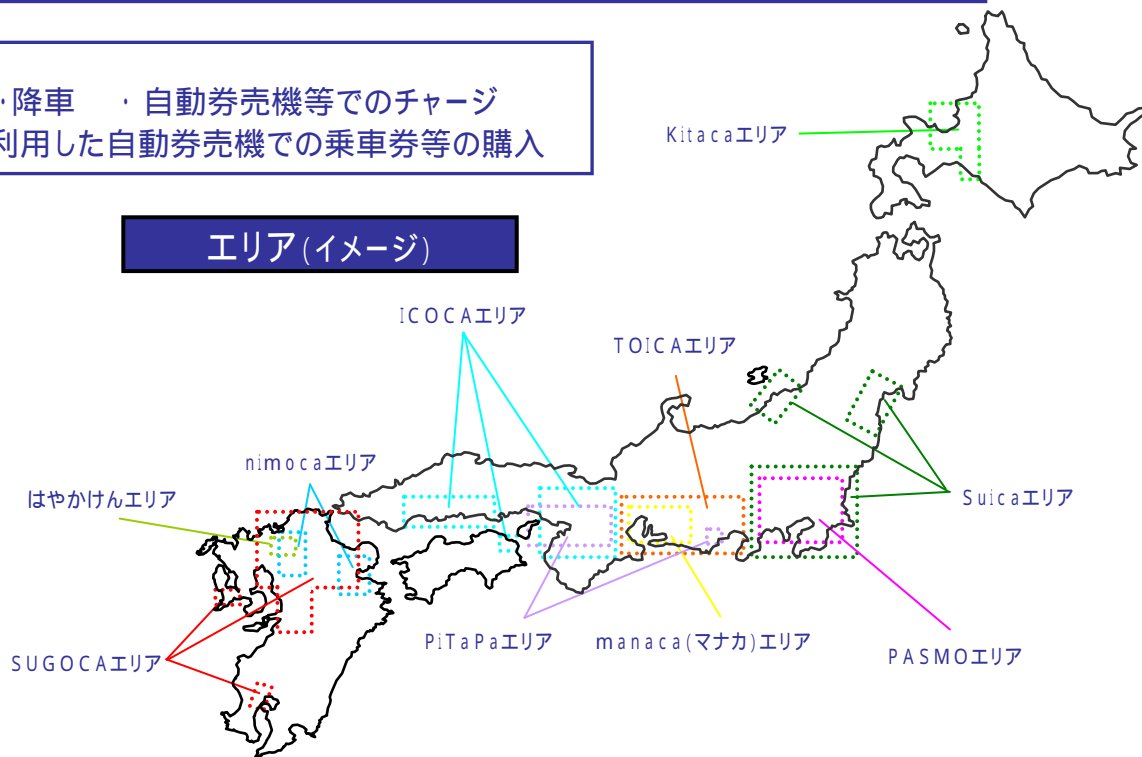 ・降車　・自動券売機等でのチャージ
利用した自動券売機での乗車券等の購入
Kitacaエリア
エリア(イメージ)
ICOCAエリア
TOICAエリア
nimocaエリア
はやかけんエリア
Suicaエリア
PiTaPaエリア
manaca(マナカ)エリア
PASMOエリア
SUGOCAエリア